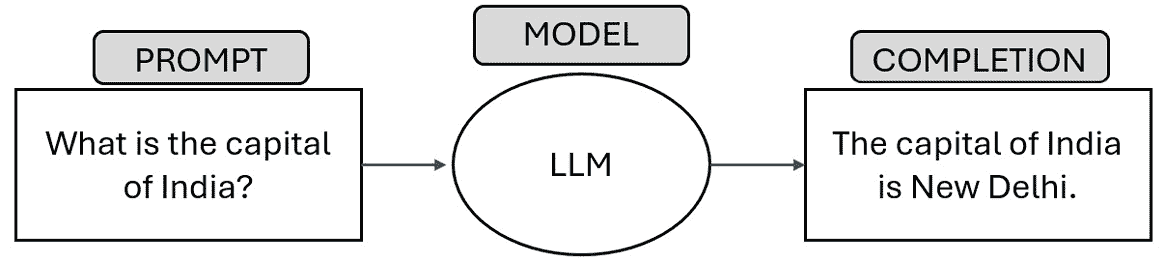 PROMPT
What is the capital
of India?
MODEL
LLM
COMPLETION
The capital of India
is New Delhi.